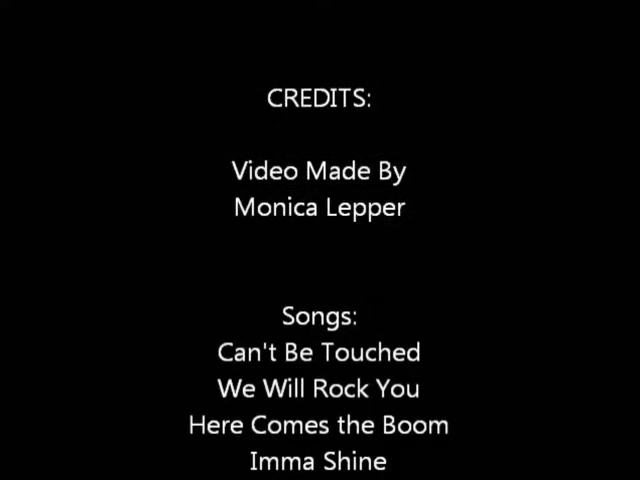 CREDITS:
Video Made By
Monica Lepper
Songs:
Can't Be Touched
We Will Rock You
Here Comes the Boom
Imma Shine